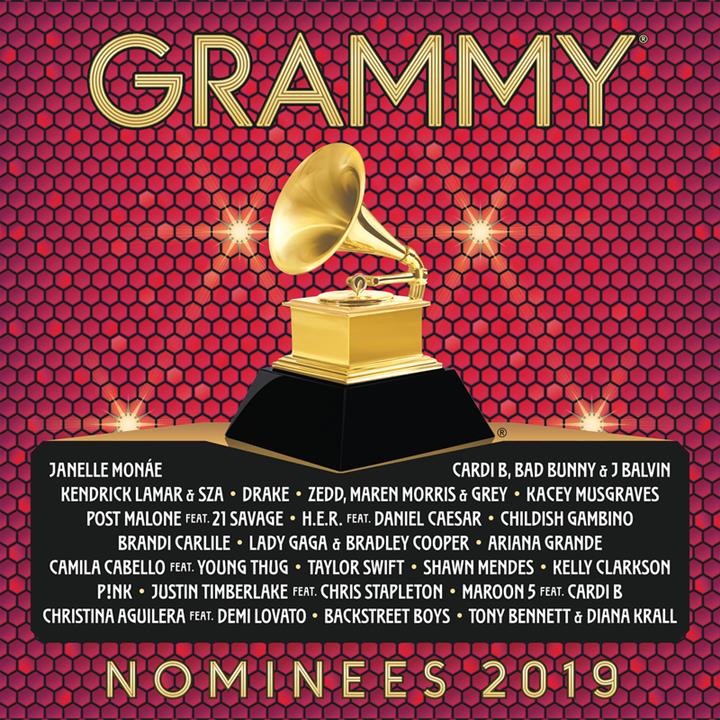 GRAMMY®
®
JANELLE MONÁE CARDI B, BAD BUNNY & J BALVIN
KENDRICK LAMAR & SZA • DRAKE • ZEDD, MAREN MORRIS & GREY • KACEY MUSGRAVES
POST MALONE FEAT. 21 SAVAGE • H.E.R. FEAT. DANIEL CAESAR • CHILDISH GAMBINO
BRANDI CARLILE • LADY GAGA & BRADLEY COOPER • ARIANA GRANDE
CAMILA CABELLO FEAT. YOUNG THUG • TAYLOR SWIFT • SHAWN MENDES • KELLY CLARKSON
P!NK • JUSTIN TIMBERLAKE FEAT. CHRIS STAPLETON • MAROON 5 FEAT. CARDI B
CHRISTINA AGUILERA FEAT. DEMI LOVATO • BACKSTREET BOYS • TONY BENNETT & DIANA KRALL
NOMINEES 2019